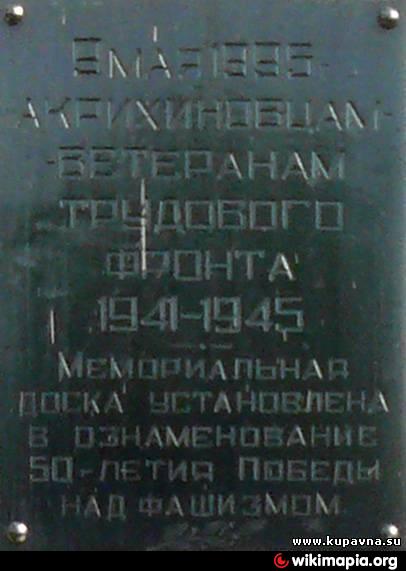 9 мая 1995-
-АКРИХИНОВЦАМ-
-ВЕТЕРАНАМ
ТРУДОВОГО
ФРОНТА
1941-1945
МЕМОРИАЛЬНАЯ
ДОСКА УСТАНОВЛЕНА
В ОЗНАМЕНОВАНИЕ
50-ЛЕТИЯ ПОБЕДЫ
НАД ФАШИЗМОМ
www.kupavna.su
wikimapia.org